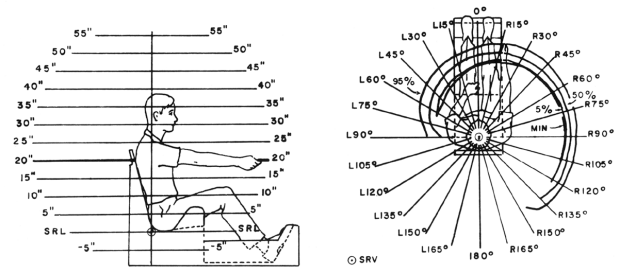 55" 55"
50" 50"
45" 45"
40" 40"
35" 35"
30" 30"
25" 25"
20" 20"
15" 15"
10" 10"
5" 5"
SRL SRL
-5" -5"
0°
L15° R15°
L30° R30°
L45° R45°
L60° R60°
95% 50%
L75° 5% R75°
MIN
L90° R90°
L105° R105°
L120° R120°
L135° R135°
L150° R150°
L165° R165°
180°
SRV